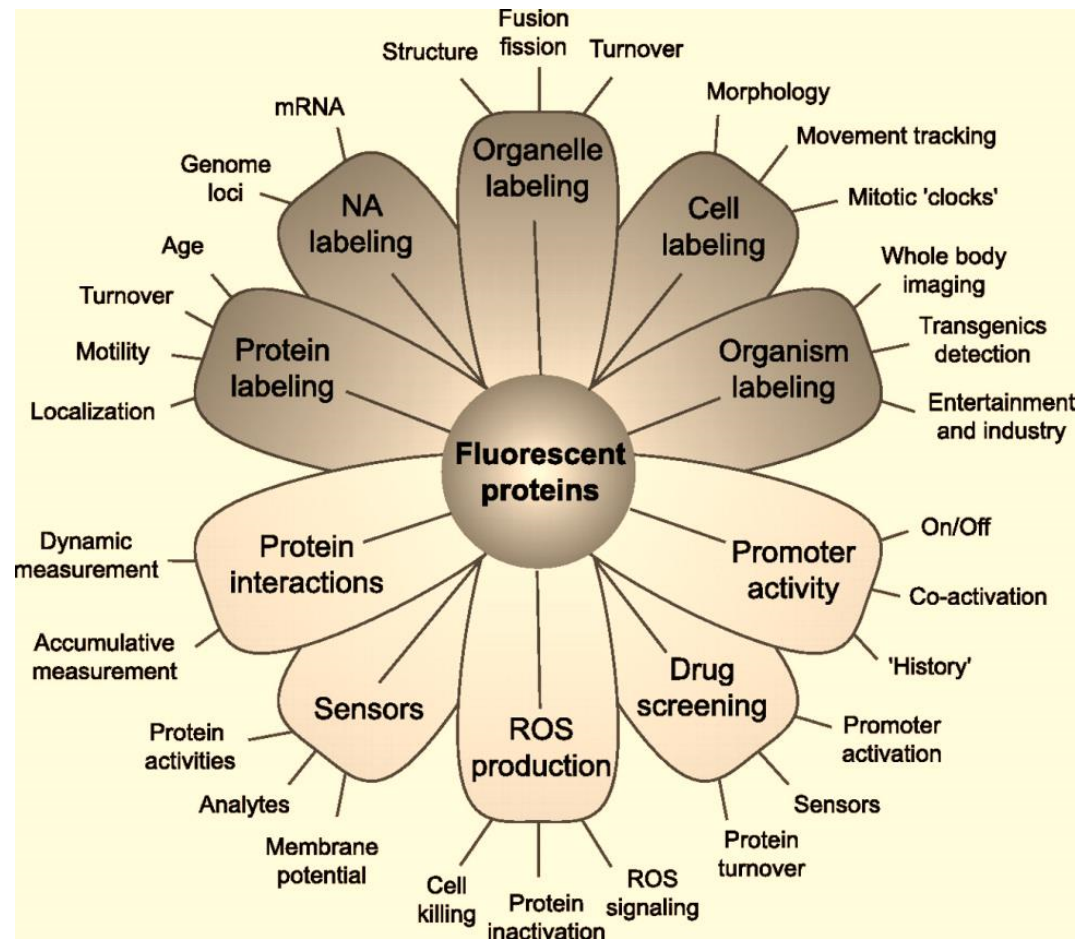 Fusion
fission
Structure
Turnover
Organelle
labeling
Morphology
Movement tracking
Mitotic 'clocks'
Cell
labeling
Whole body
imaging
Transgenics
detection
Entertainment
and industry
Organism
labeling
On/Off
Co-activation
'History'
Promoter
activity
Promoter
activation
Sensors
Protein
turnover
Drug
screening
ROS
signaling
Protein
inactivation
Cell
killing
ROS
production
Membrane
potential
Analytes
Protein
activities
Sensors
Accumulative
measurement
Dynamic
measurement
Protein
interactions
Localization
Motility
Turnover
Age
Protein
labeling
Genome
loci
mRNA
NA
labeling
Fluorescent
proteins